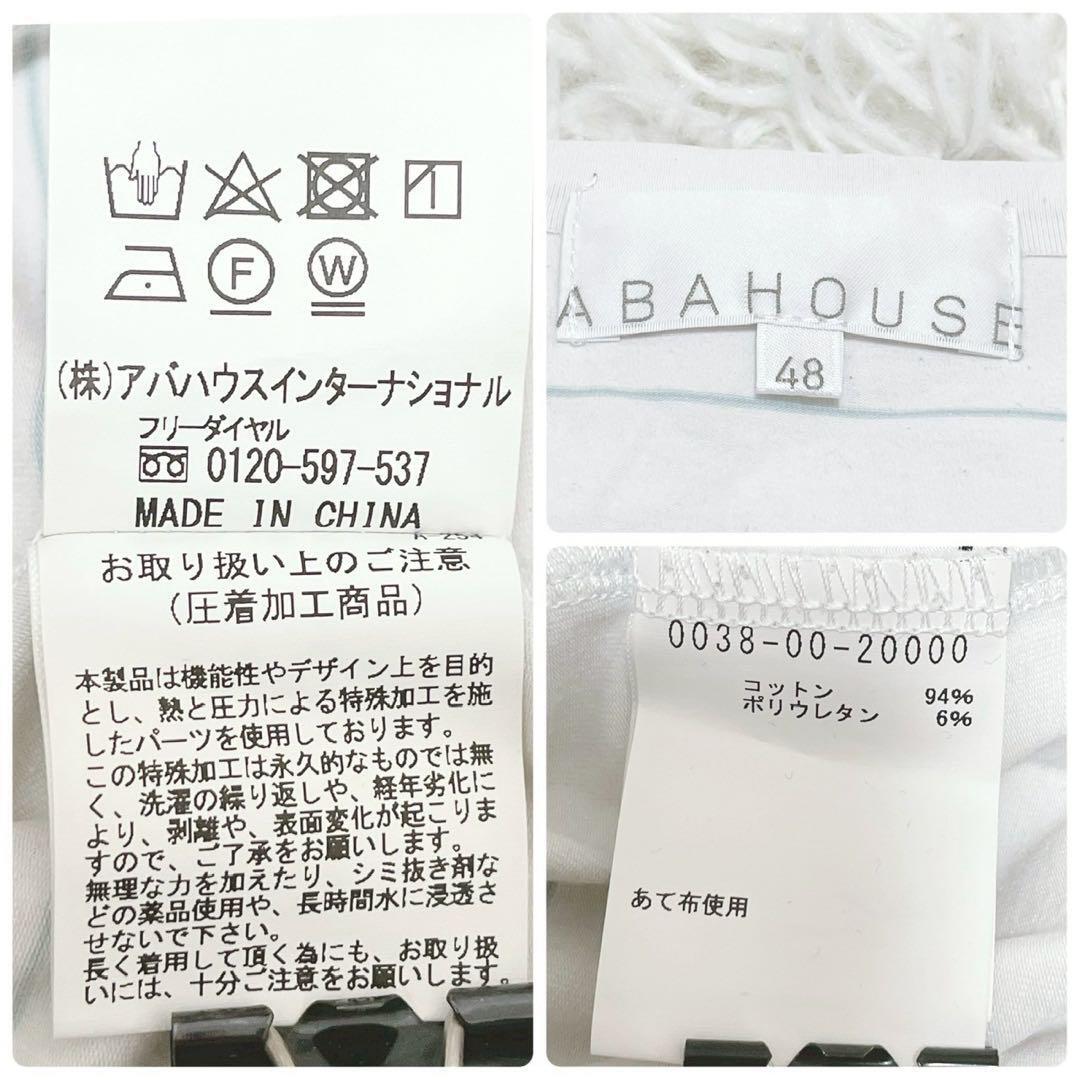 F
W
(株)アバハウスインターナショナル
フリーダイヤル
0120-597-537
MADE IN CHINA
お取り扱い上のご注意
(圧着加工商品)
本製品は機能性やデザイン上を目的
とし、熱と圧力による特殊加工を施
したパーツを使用しております。
この特殊加工は永久的なものでは無
く、洗濯の繰り返しや、経年劣化に
より、剥離や、表面変化が起こりま
すので、ご了承をお願いします。
無理な力を加えたり、シミ抜き剤な
どの薬品使用や、長時間水に浸透さ
せないで下さい。
長く着用して頂く為にも、お取り扱
いには、十分ご注意をお願いします。
ABAHOUSE
48
0038-00-20000
コットン 94%
ポリウレタン 6%
あて布使用